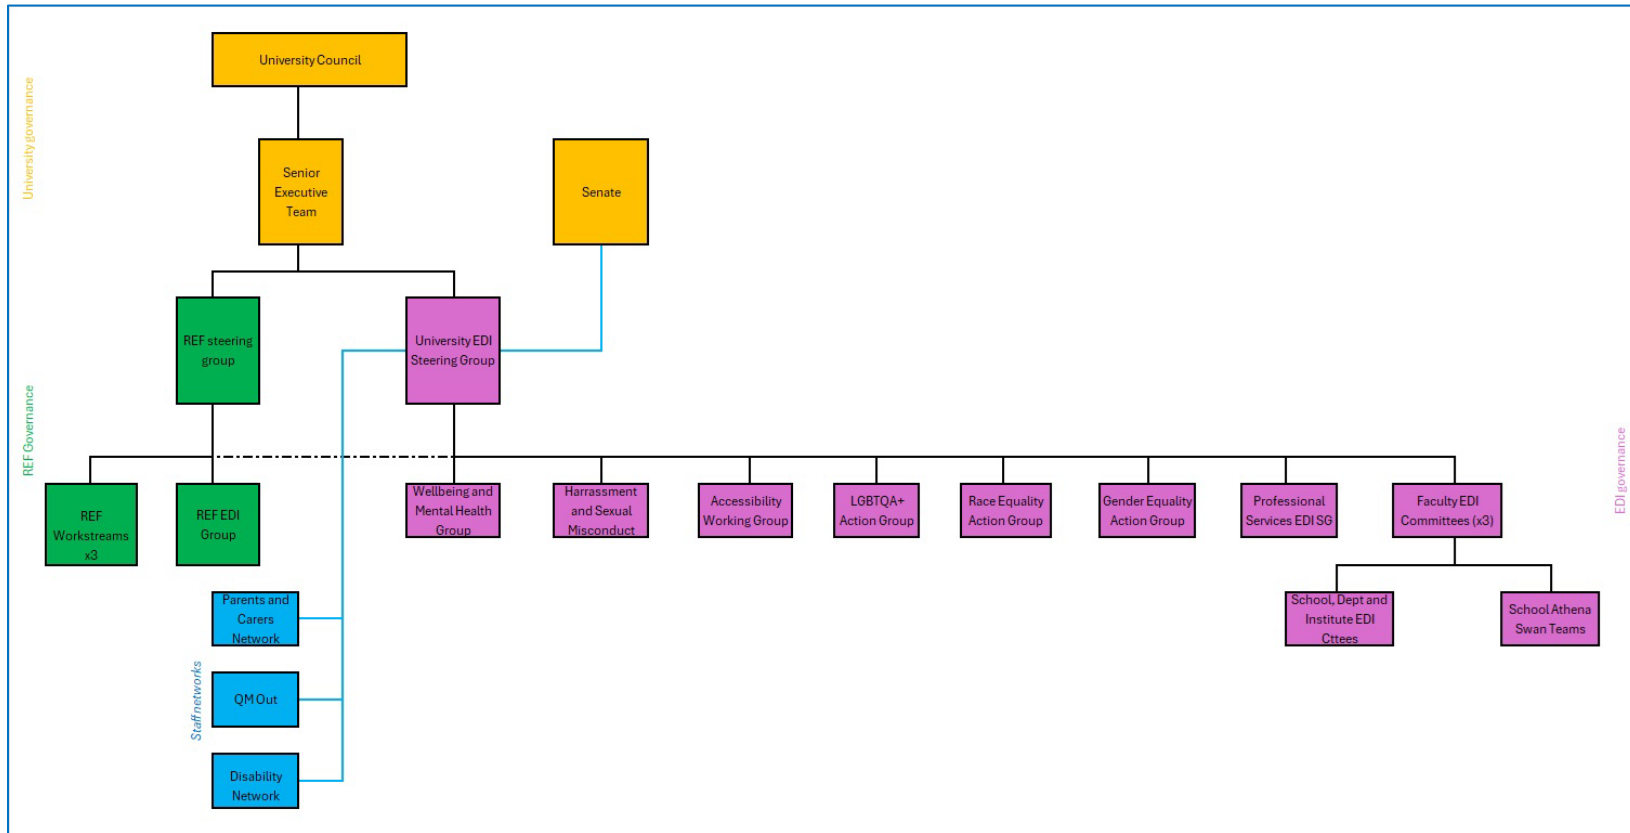 University governance
University Council
Senior
Executive
Team
Senate
REF steering
group
University EDI
Steering Group
REF Governance
EDI governance
REF
Workstreams
x3
REF EDI
Group
Wellbeing and
Mental Health
Group
Harrassment
and Sexual
Misconduct
Accessibility
Working Group
LGBTQA+
Action Group
Race Equality
Action Group
Gender Equality
Action Group
Professional
Services EDI SG
Faculty EDI
Committees (x3)
Parents and
Carers
Network
School, Dept and
Institute EDI
Cttees
School Athena
Swan Teams
Staff networks
QM Out
Disability
Network